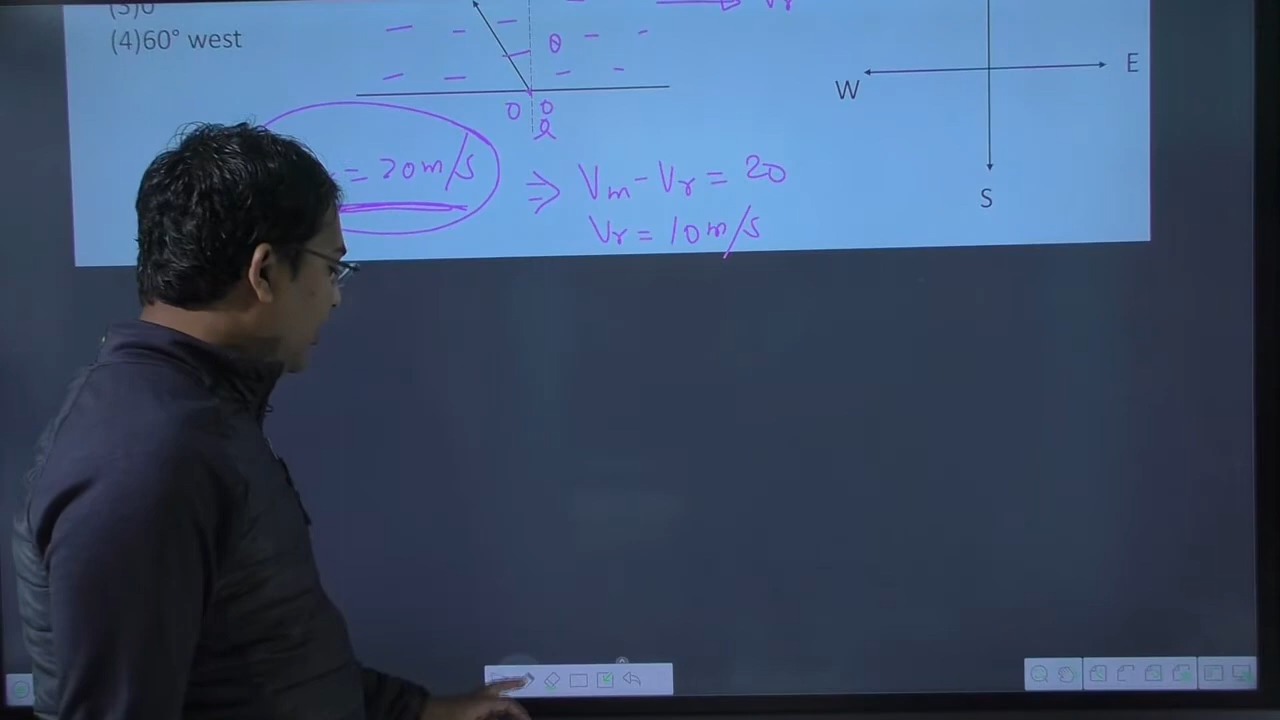 (4)60° west
θ
W
E
= 20m/s
⇒ Vm - Vr = 20
Vr = 10m/s
S